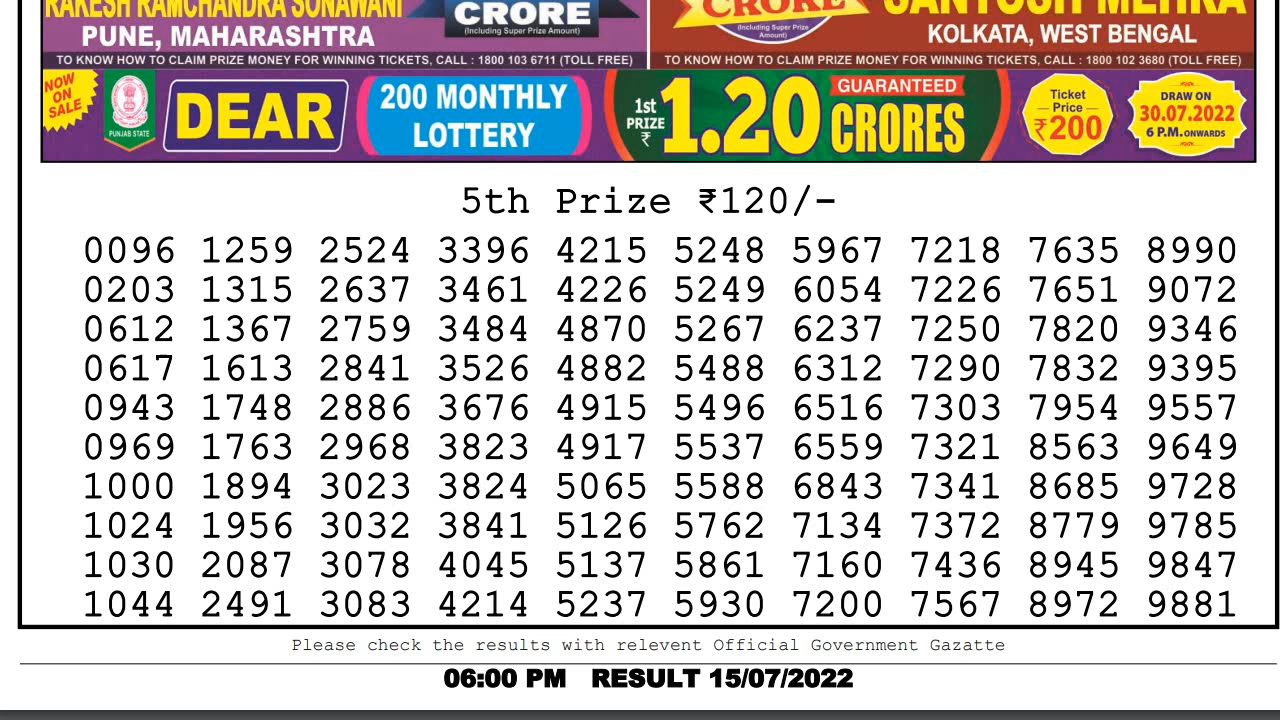 RAKESH RAMCHANDRA SONAWANI
CRORE
(Including Super Prize Amount)
PUNE, MAHARASHTRA
TO KNOW HOW TO CLAIM PRIZE MONEY FOR WINNING TICKETS, CALL : 1800 103 6711 (TOLL FREE)
CRORE
(Including Super Prize
Amount)
SANTOSH MEHRA
KOLKATA, WEST BENGAL
TO KNOW HOW TO CLAIM PRIZE MONEY FOR WINNING TICKETS, CALL : 1800 102 3680 (TOLL FREE)
NOW
ON
SALE
PUNJAB STATE
DEAR
200 MONTHLY
LOTTERY
1st
PRIZE
₹
1.20
GUARANTEED
CRORES
Ticket
Price
₹200
DRAW ON
30.07.2022
6 P.M. ONWARDS
5th Prize ₹120/-
0096 1259 2524 3396 4215 5248 5967 7218 7635 8990
0203 1315 2637 3461 4226 5249 6054 7226 7651 9072
0612 1367 2759 3484 4870 5267 6237 7250 7820 9346
0617 1613 2841 3526 4882 5488 6312 7290 7832 9395
0943 1748 2886 3676 4915 5496 6516 7303 7954 9557
0969 1763 2968 3823 4917 5537 6559 7321 8563 9649
1000 1894 3023 3824 5065 5588 6843 7341 8685 9728
1024 1956 3032 3841 5126 5762 7134 7372 8779 9785
1030 2087 3078 4045 5137 5861 7160 7436 8945 9847
1044 2491 3083 4214 5237 5930 7200 7567 8972 9881
Please check the results with relevent Official Government Gazatte
06:00 PM RESULT 15/07/2022